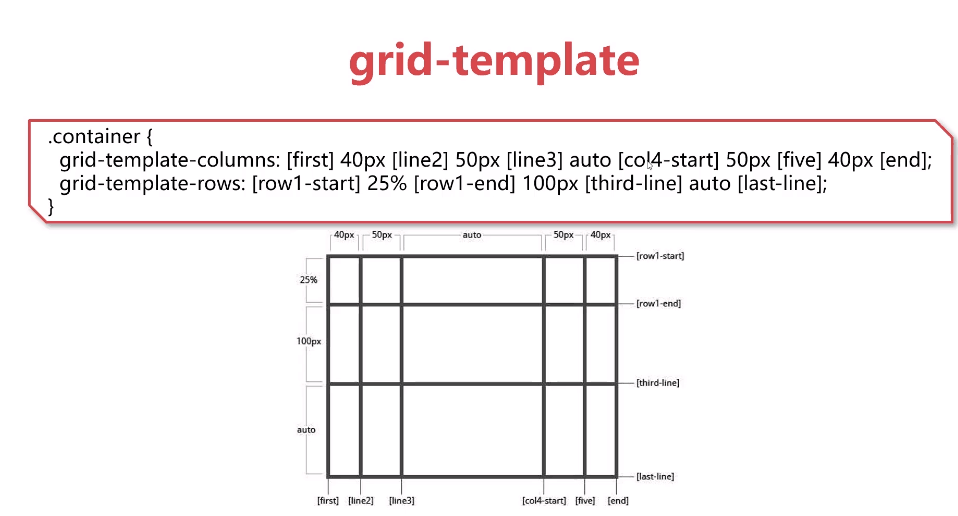 grid-template
.container {
grid-template-columns: [first] 40px [line2] 50px [line3] auto [col4-start] 50px [five] 40px [end];
grid-template-rows: [row1-start] 25% [row1-end] 100px [third-line] auto [last-line];
}
40px 50px auto 50px 40px
[row1-start]
25%
[row1-end]
100px
[third-line]
auto
[last-line]
[first] [line2] [line3] [col4-start] [five] [end]